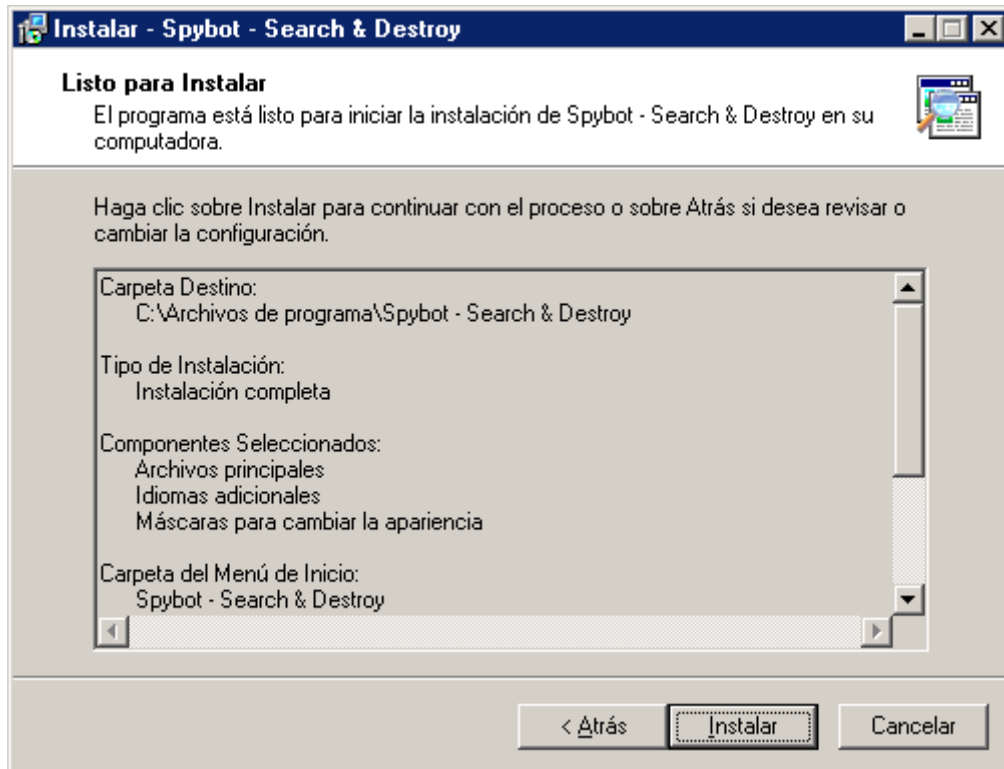 Instalar - Spybot - Search & Destroy
Listo para Instalar
El programa está listo para iniciar la instalación de Spybot - Search & Destroy en su
computadora.
Haga clic sobre Instalar para continuar con el proceso o sobre Atrás si desea revisar o
cambiar la configuración.
Carpeta Destino:
C:\Archivos de programa\Spybot - Search & Destroy
Tipo de Instalación:
Instalación completa
Componentes Seleccionados:
Archivos principales
Idiomas adicionales
Máscaras para cambiar la apariencia
Carpeta del Menú de Inicio:
Spybot - Search & Destroy
< Atrás Instalar Cancelar